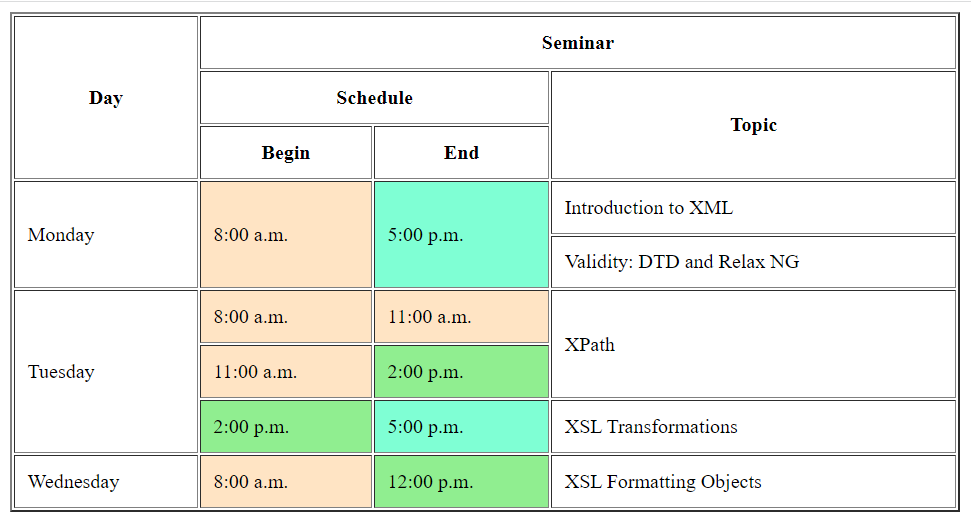 Seminar
Day
Schedule
Topic
Begin
End
Monday
8:00 a.m.
5:00 p.m.
Introduction to XML
Validity: DTD and Relax NG
Tuesday
8:00 a.m.
11:00 a.m.
XPath
11:00 a.m.
2:00 p.m.
2:00 p.m.
5:00 p.m.
XSL Transformations
Wednesday
8:00 a.m.
12:00 p.m.
XSL Formatting Objects